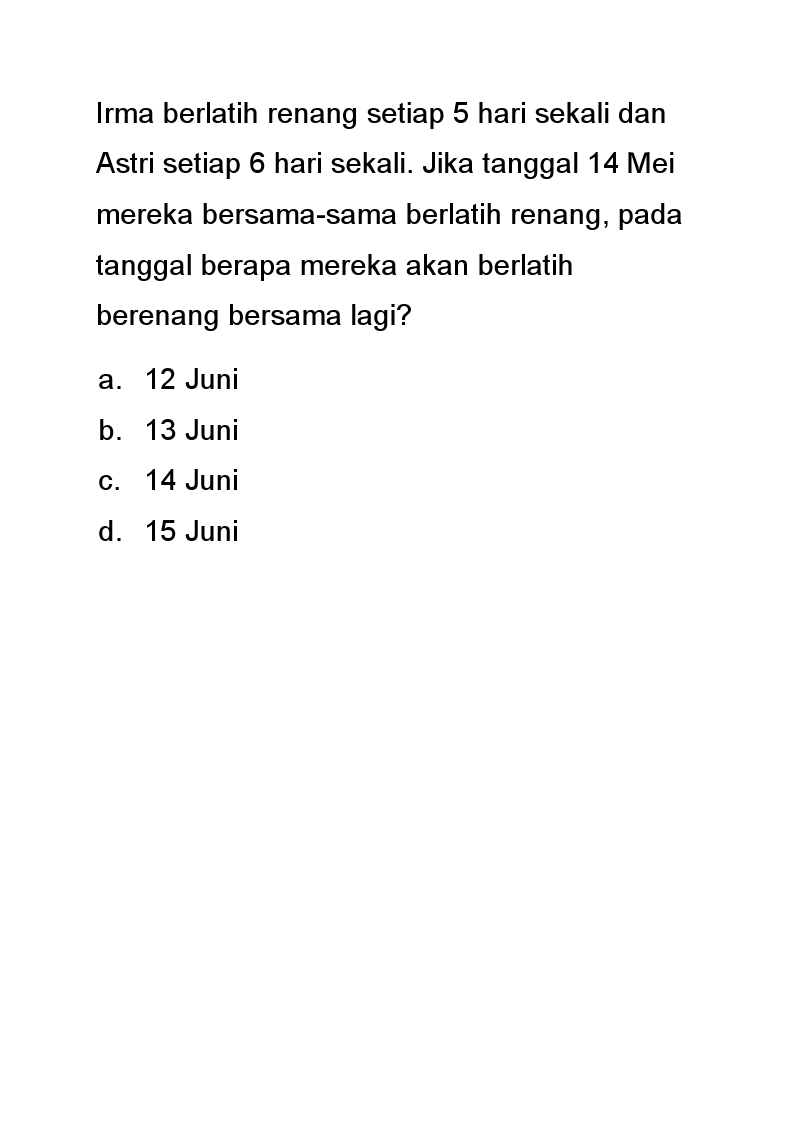 Irma berlatih renang setiap 5 hari sekali dan
Astri setiap 6 hari sekali. Jika tanggal 14 Mei
mereka bersama-sama berlatih renang, pada
tanggal berapa mereka akan berlatih
berenang bersama lagi?
a. 12 Juni
b. 13 Juni
c. 14 Juni
d. 15 Juni